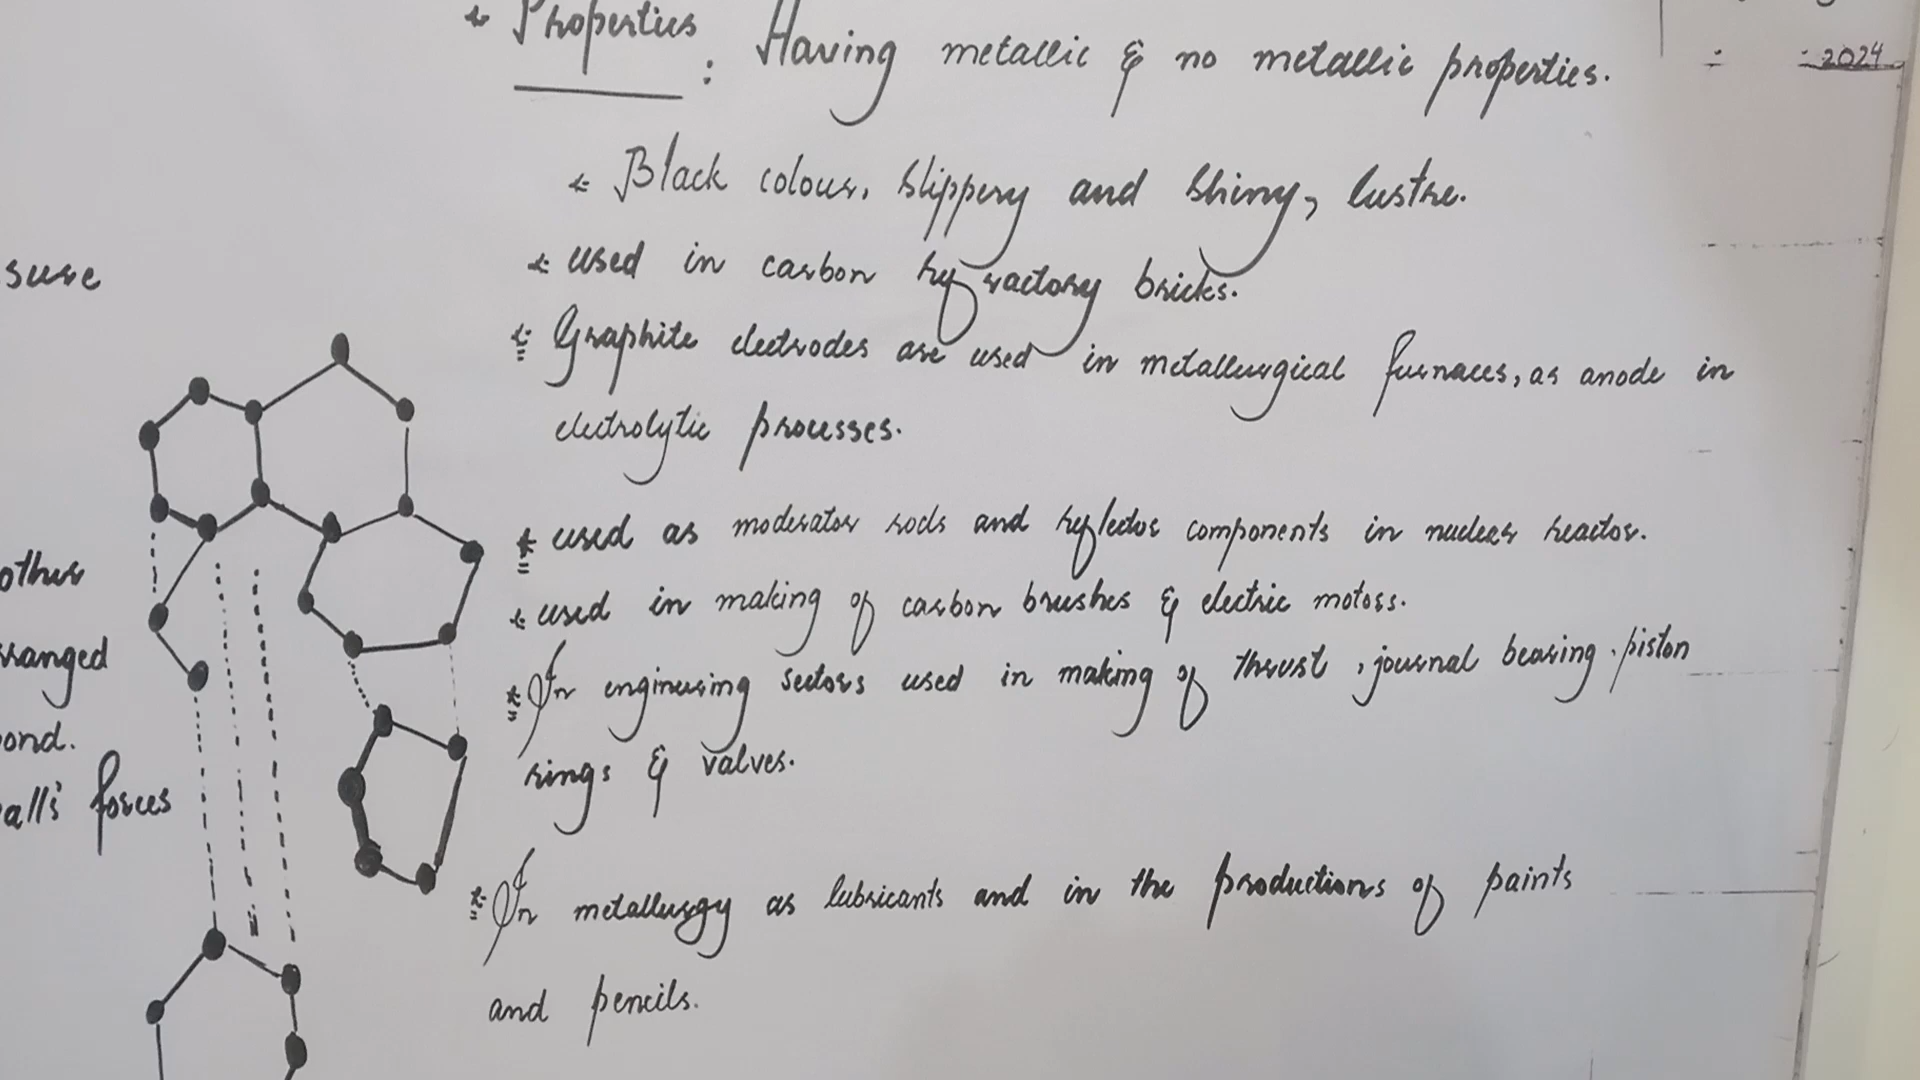 * Properties : Having metallic & no metallic properties.
2024
* Black colour, slippery and shiny, lustre.
* used in carbon refractory bricks.
* Graphite electrodes are used in metallurgical furnaces, as anode in
electrolytic processes.
* used as moderator rods and reflector components in nuclear reactor.
* used in making of carbon brushes & electric motors.
* In engineering sectors used in making of thrust, journal bearing, piston
rings & valves.
* In metallurgy as lubricants and in the productions of paints
and pencils.
sure
other
rranged
ond.
all's forces